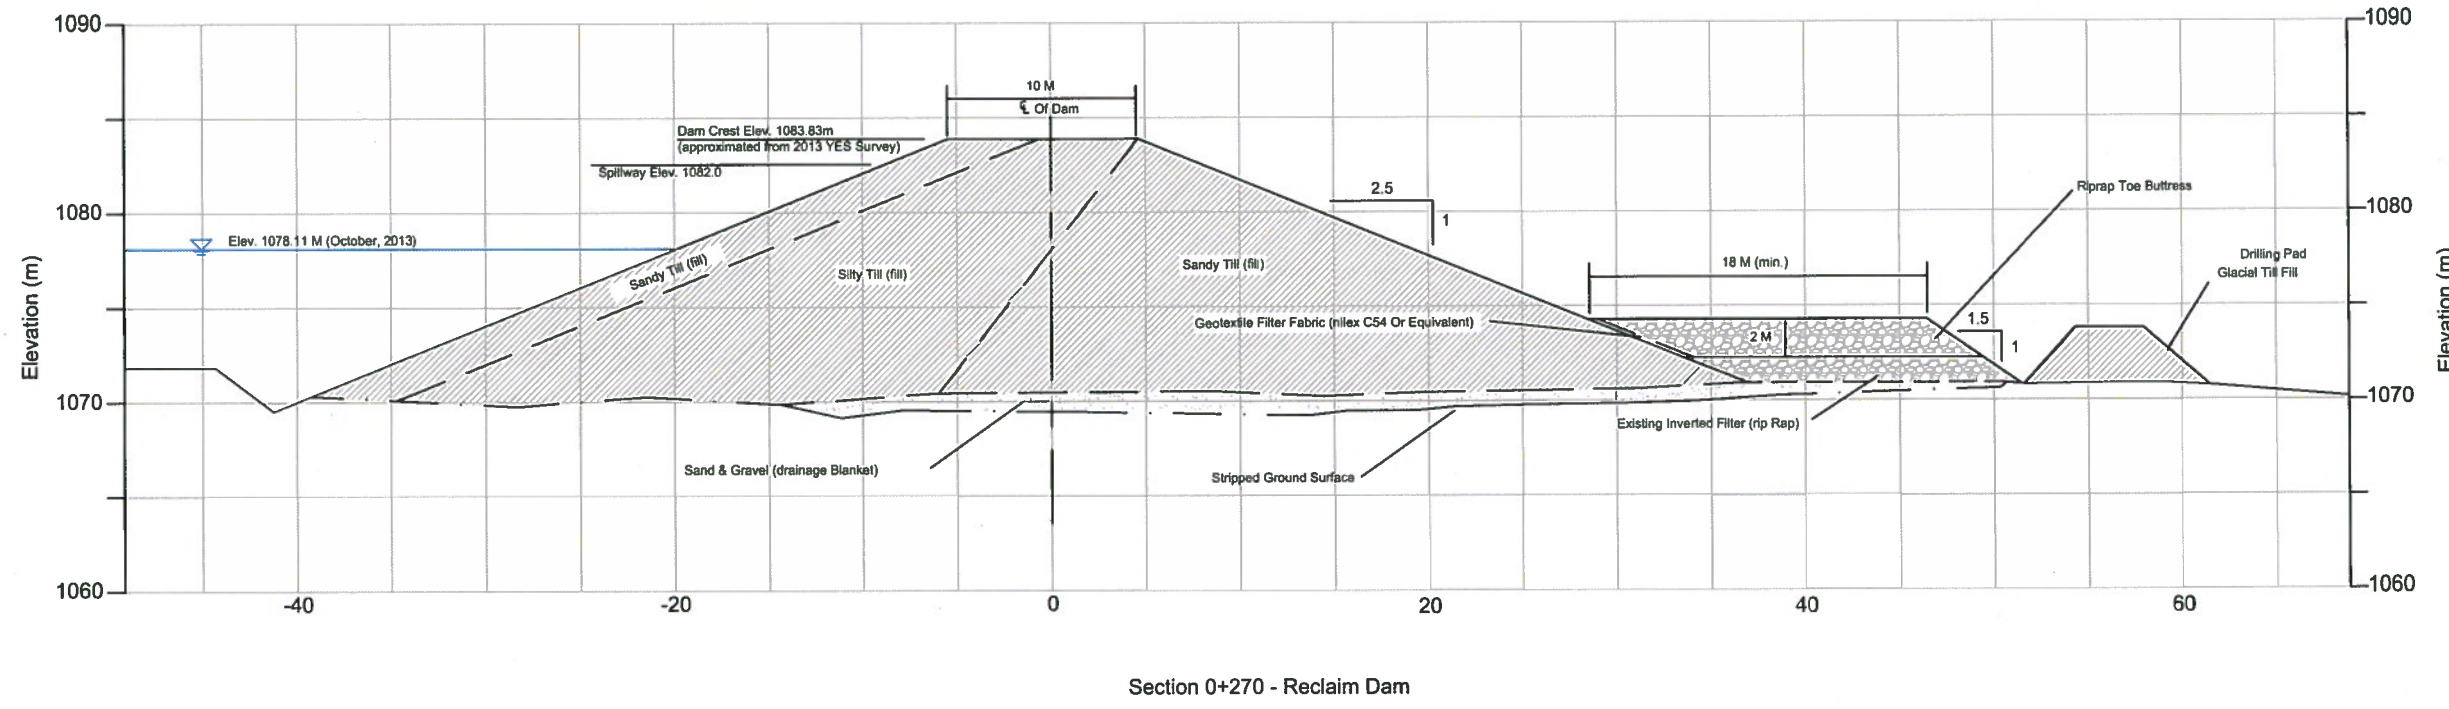 1090
1090
10 M
℄ Of Dam
Dam Crest Elev. 1083.83m
(approximated from 2013 YES Survey)
Spillway Elev. 1082.0
Riprap Toe Buttress
2.5
1
1080
1080
Elev. 1078.11 M (October, 2013)
Sandy Till (fill)
Silty Till (fill)
Sandy Till (fill)
18 M (min.)
Drilling Pad
Glacial Till Fill
Elevation (m)
Elevation (m)
Geotextile Filter Fabric (nilex C54 Or Equivalent)
2 M
1.5
1
1070
1070
Existing Inverted Filter (rip Rap)
Sand & Gravel (drainage Blanket)
Stripped Ground Surface
1060
1060
-40
-20
0
20
40
60
Section 0+270 - Reclaim Dam